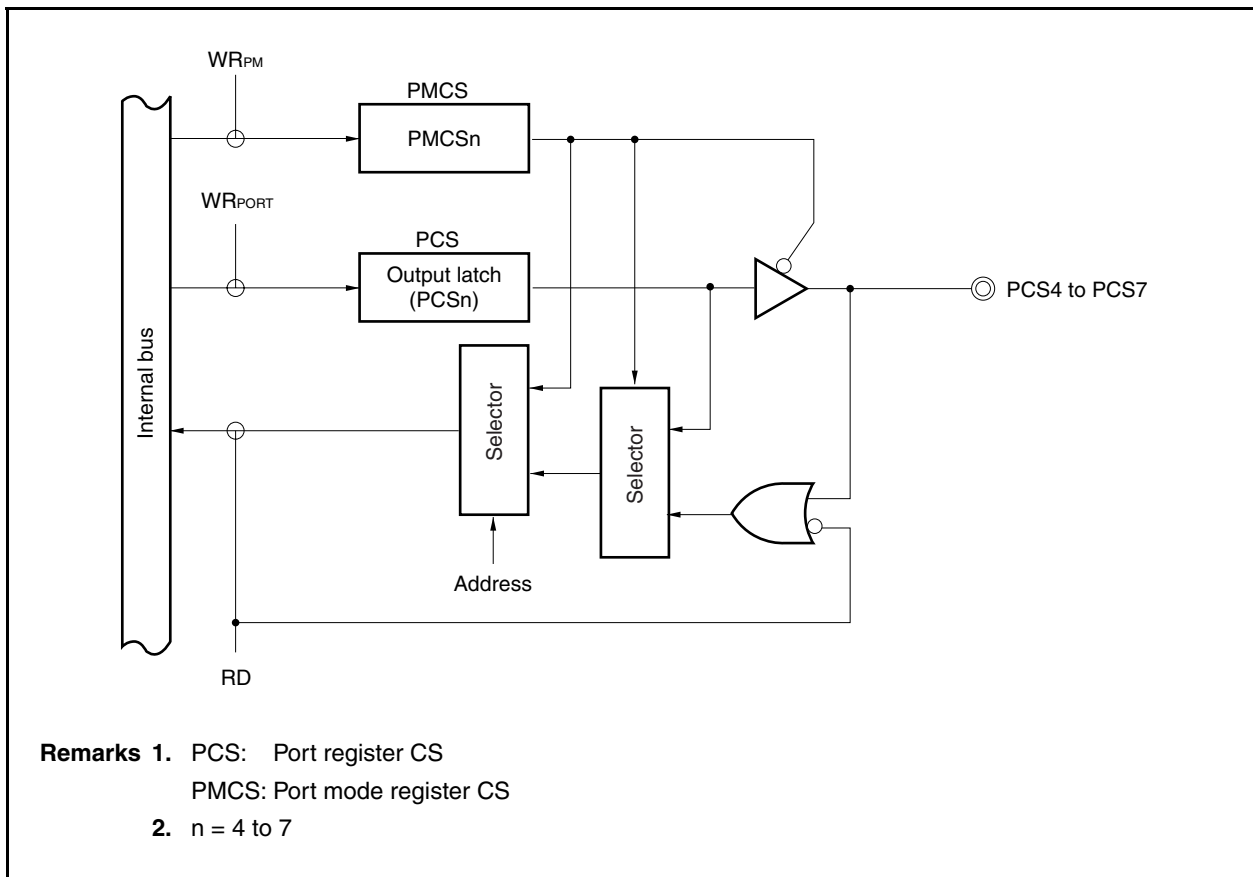 WRPM
PMCS
PMCSn
WRPORT
PCS
Output latch
(PCSn)
PCS4 to PCS7
Internal bus
Selector
Selector
Address
RD
Remarks 1. PCS: Port register CS
PMCS: Port mode register CS
2. n = 4 to 7